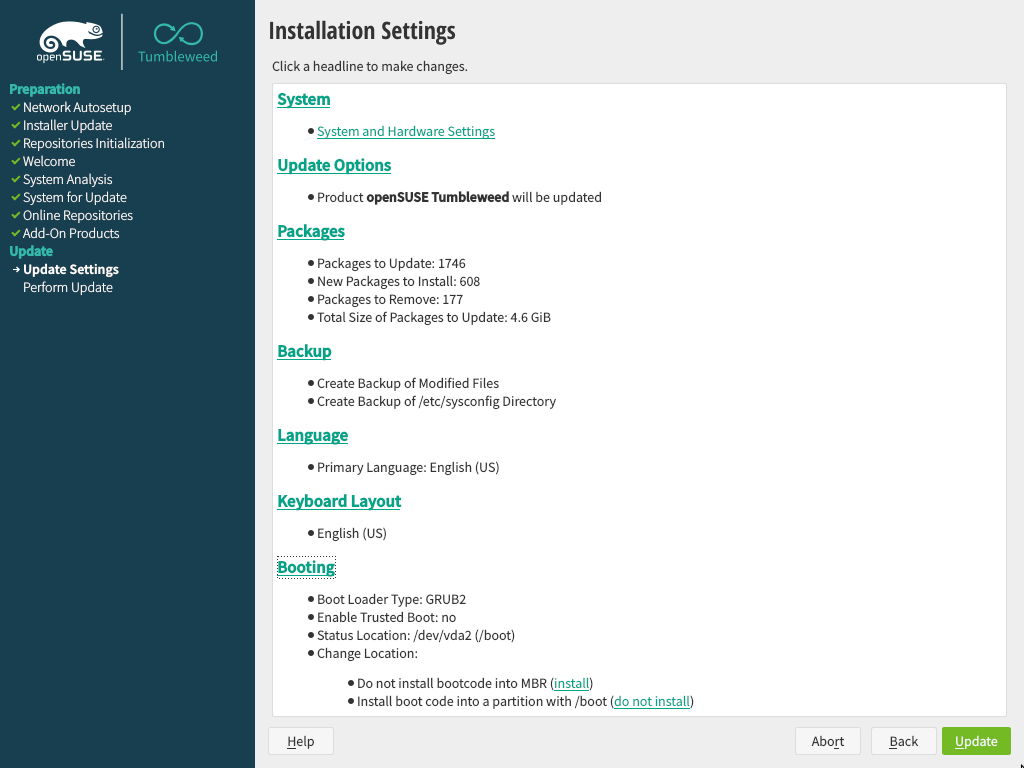 openSUSE
Tumbleweed
Preparation
Network Autosetup
Installer Update
Repositories Initialization
Welcome
System Analysis
System for Update
Online Repositories
Add-On Products
Update
Update Settings
Perform Update
Installation Settings
Click a headline to make changes.
System
System and Hardware Settings
Update Options
Product openSUSE Tumbleweed will be updated
Packages
Packages to Update: 1746
New Packages to Install: 608
Packages to Remove: 177
Total Size of Packages to Update: 4.6 GiB
Backup
Create Backup of Modified Files
Create Backup of /etc/sysconfig Directory
Language
Primary Language: English (US)
Keyboard Layout
English (US)
Booting
Boot Loader Type: GRUB2
Enable Trusted Boot: no
Status Location: /dev/vda2 (/boot)
Change Location:
Do not install bootcode into MBR (install)
Install boot code into a partition with /boot (do not install)
Help
Abort
Back
Update